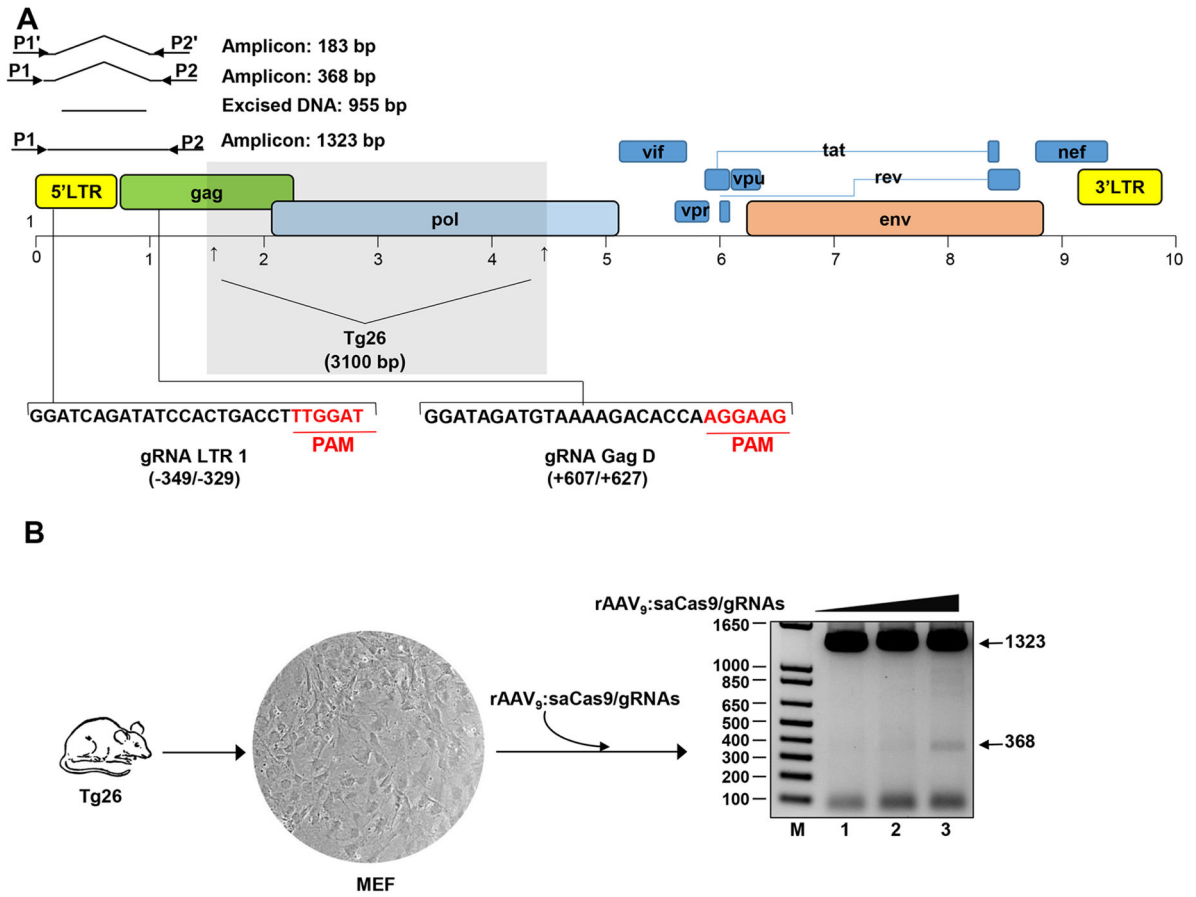 A
P1' P2' Amplicon: 183 bp
P1 P2 Amplicon: 368 bp
Excised DNA: 955 bp
P1 P2 Amplicon: 1323 bp
vif tat nef
5'LTR gag vpu rev 3'LTR
pol vpr env
1
0 1 ↑ 2 3 4 ↑ 5 6 7 8 9 10
Tg26
(3100 bp)
GGATCAGATATCCACTGACCTTTGGAT GGATAGATGTAAAAGACACCAAGGAAG
PAM PAM
gRNA LTR 1 gRNA Gag D
(-349/-329) (+607/+627)
B
rAAV₉:saCas9/gRNAs
1650
1323
1000
850
650
500
400
368
300
200
100
M 1 2 3
rAAV₉:saCas9/gRNAs
Tg26
MEF